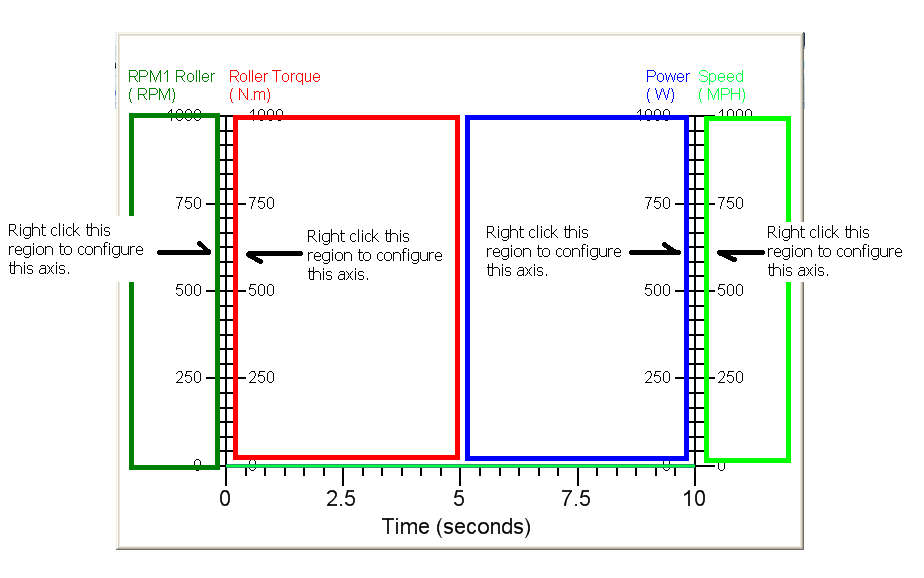 RPM1 Roller
( RPM)
Roller Torque
( N.m)
Power
( W)
Speed
( MPH)
1000
1000
1000
1000
750
750
750
750
Right click this
region to configure
this axis.
Right click this
region to configure
this axis.
Right click this
region to configure
this axis.
Right click this
region to configure
this axis.
500
500
500
500
250
250
250
250
0
0
0
0
0
2.5
5
7.5
10
Time (seconds)